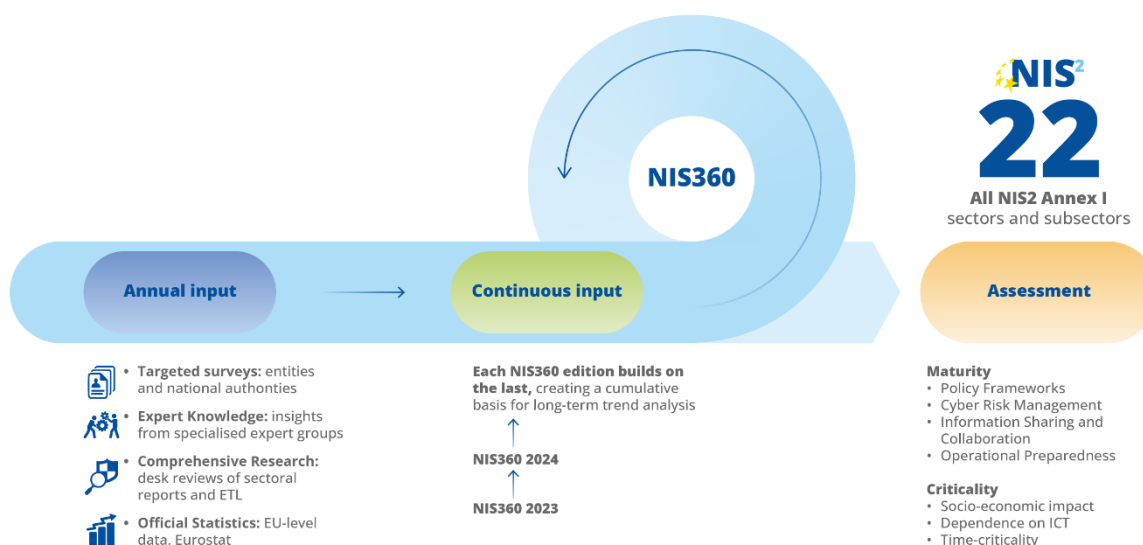 NIS2
22
All NIS2 Annex I
sectors and subsectors
NIS360
Annual input
Continuous input
Assessment
• Targeted surveys: entities
and national authonties
• Expert Knowledge: insights
from specialised expert groups
• Comprehensive Research:
desk reviews of sectoral
reports and ETL
• Official Statistics: EU-level
data, Eurostat
Each NIS360 edition builds on
the last, creating a cumulative
basis for long-term trend analysis
NIS360 2024
NIS360 2023
Maturity
• Policy Frameworks
• Cyber Risk Management
• Information Sharing and
Collaboration
• Operational Preparedness
Criticality
• Socio-economic impact
• Dependence on ICT
• Time-criticality